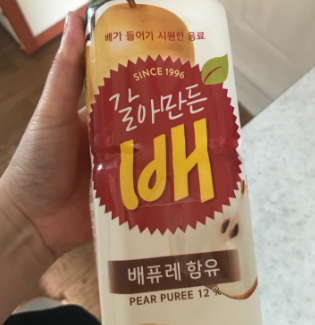 배가 들어가 시원한 음료
SINCE 1996
갈아만든
배
배퓨레 함유
PEAR PUREE 12 %